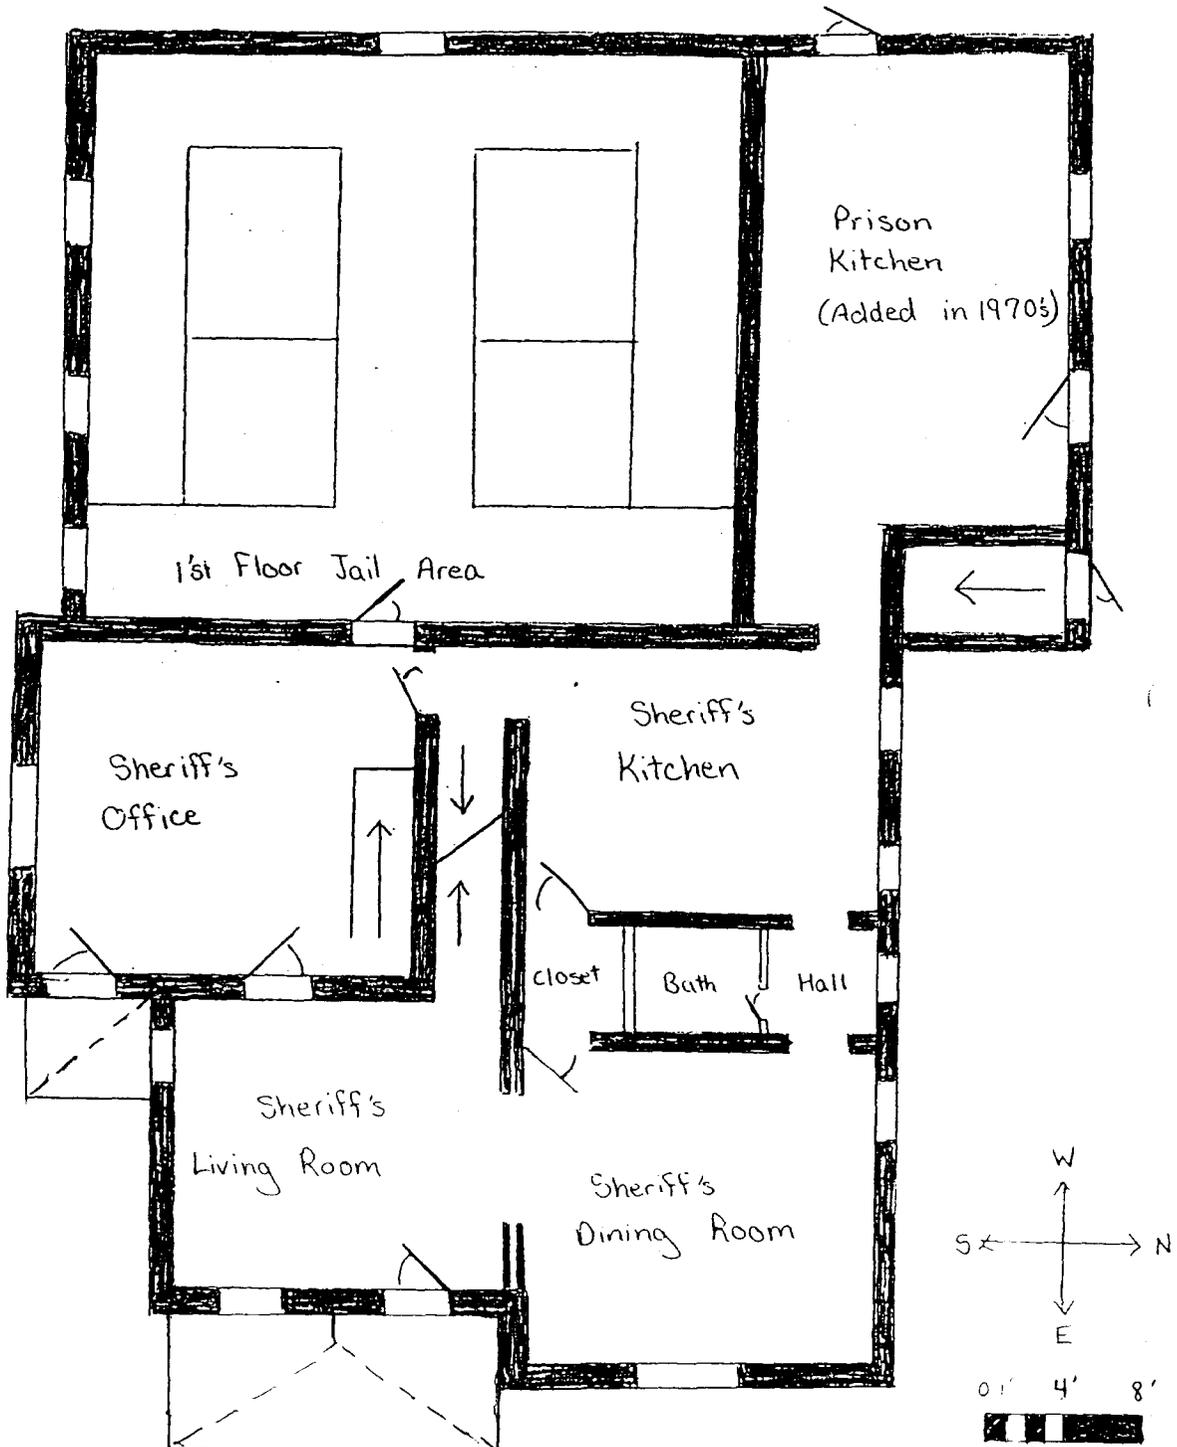 Prison
Kitchen
(Added in 1970's)
1'st Floor Jail Area
Sheriff's
Kitchen
Sheriff's
Office
Closet Bath Hall
Sheriff's
Living Room
Sheriff's
Dining Room
W
S N
E
0 1' 4' 8'